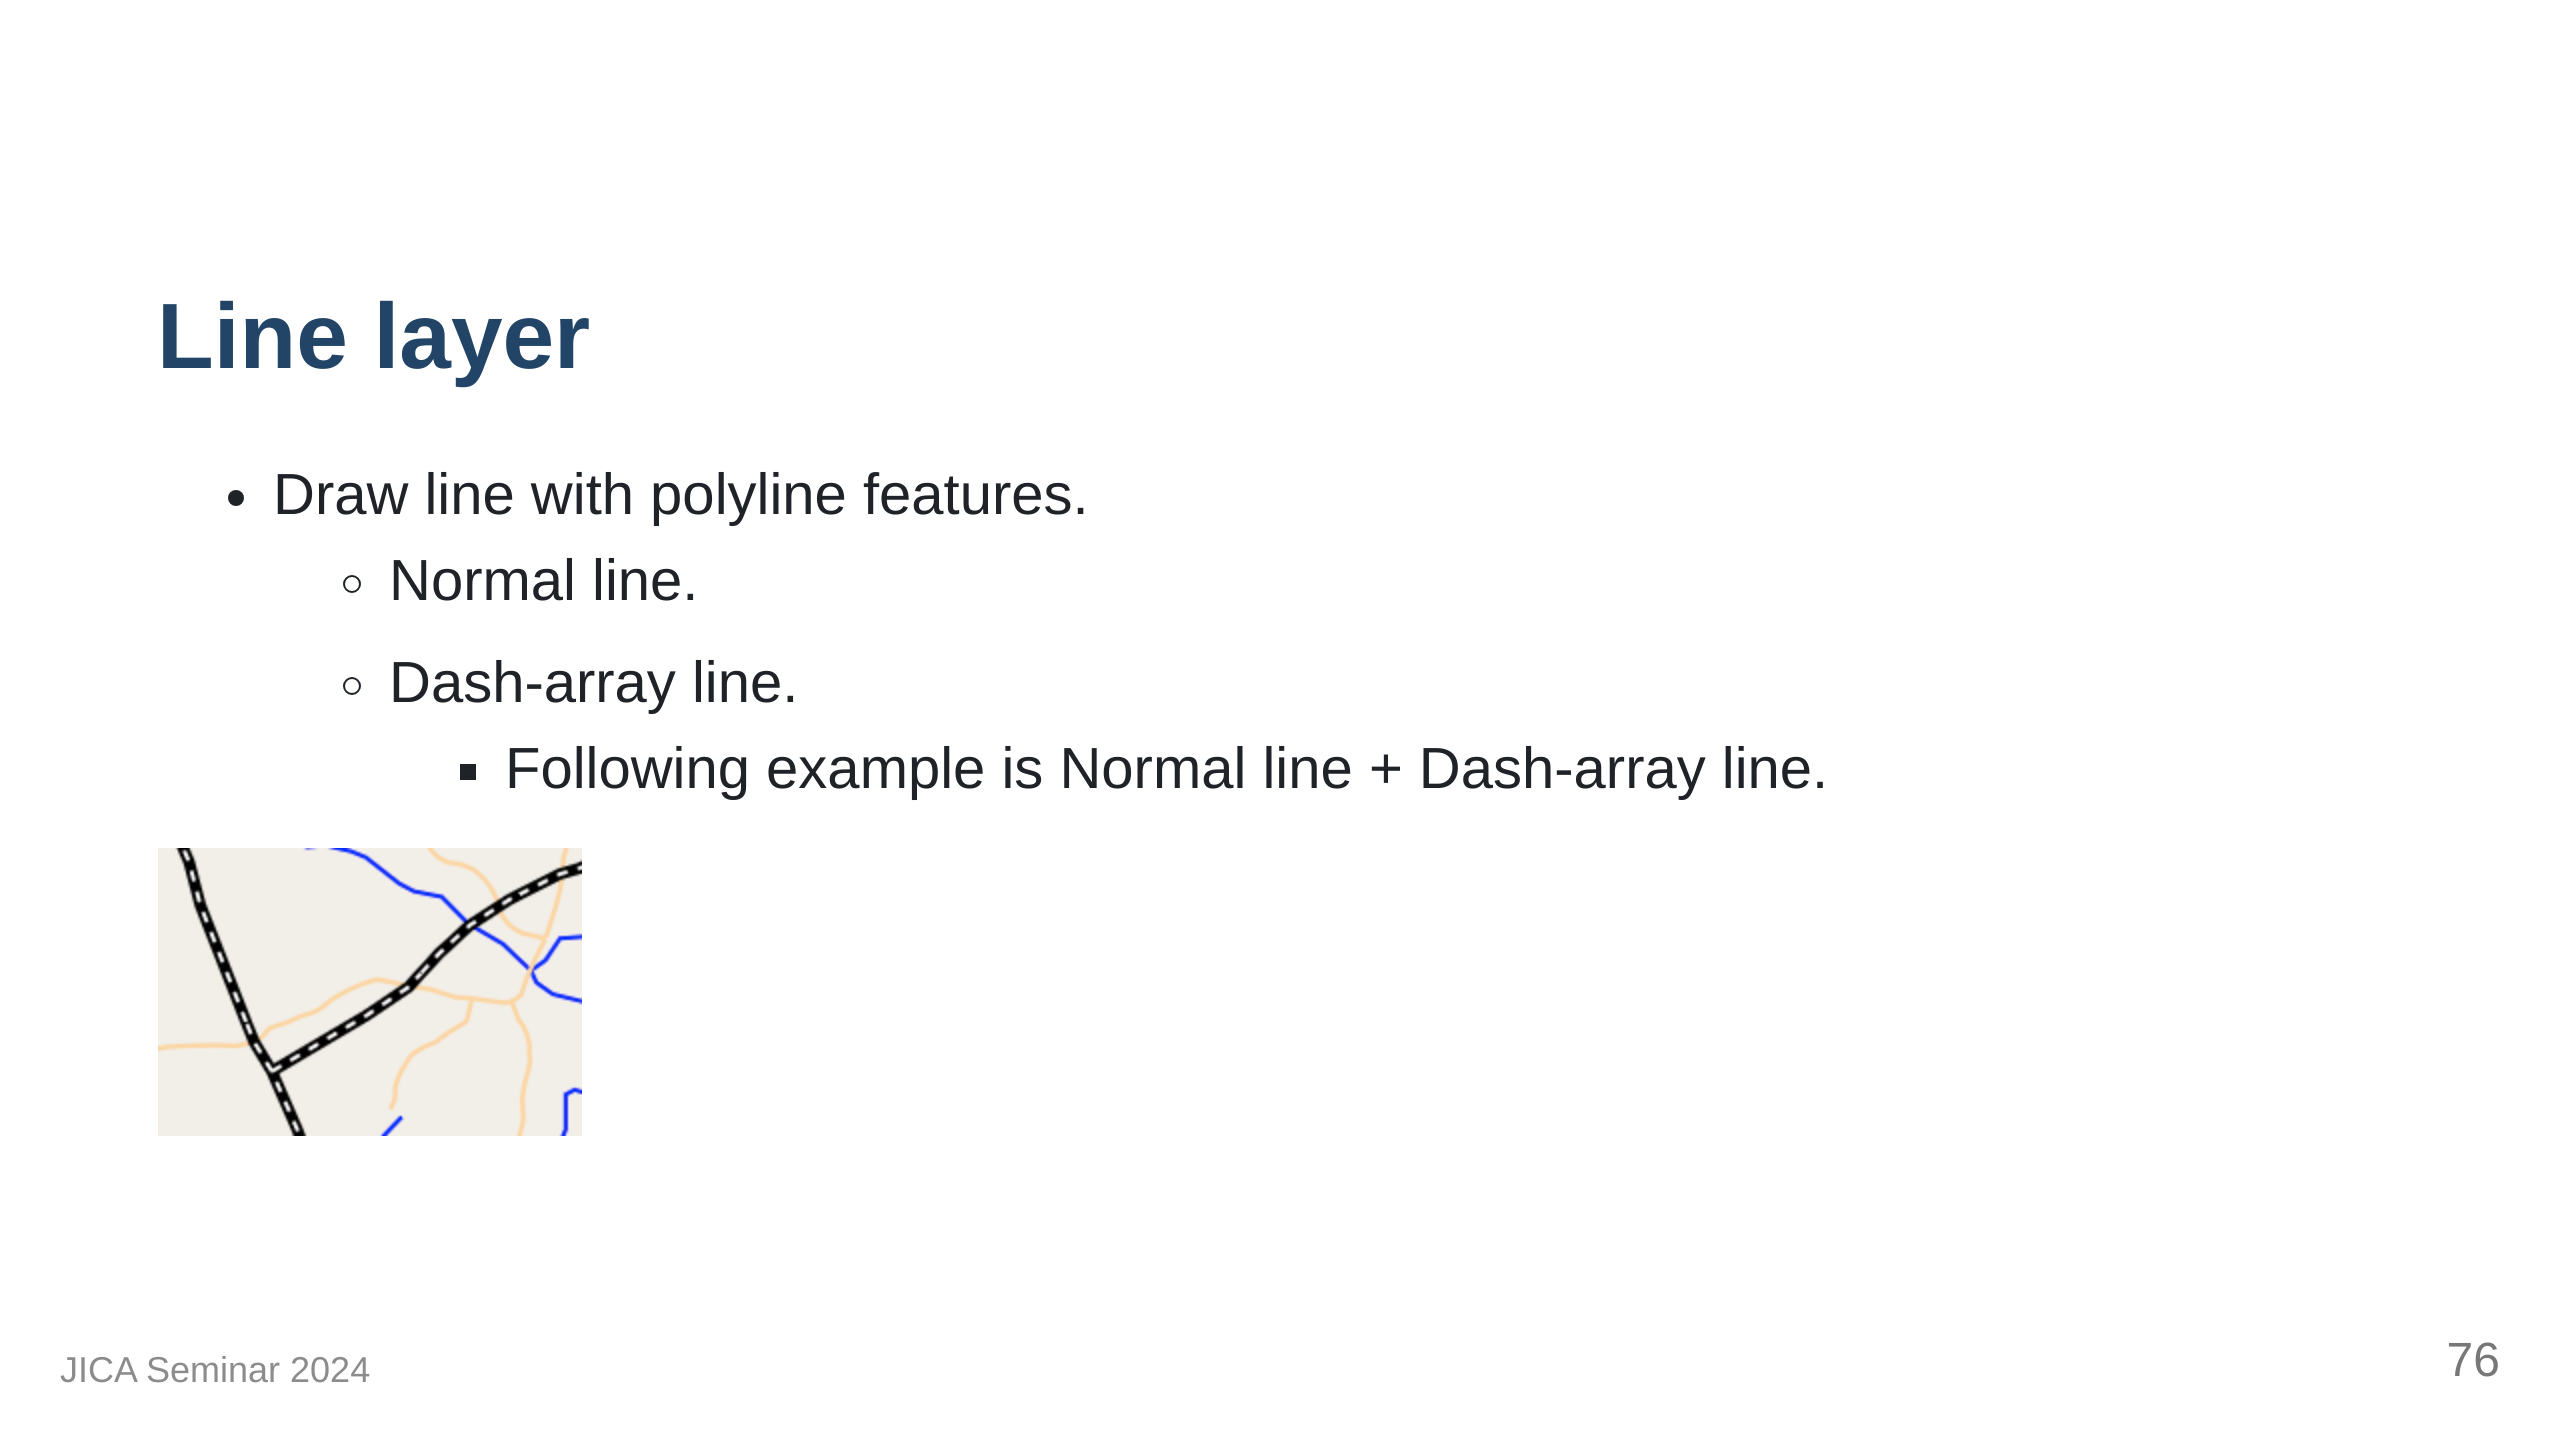 Line layer
Draw line with polyline features.
Normal line.
Dash-array line.
Following example is Normal line + Dash-array line.
JICA Seminar 2024
76